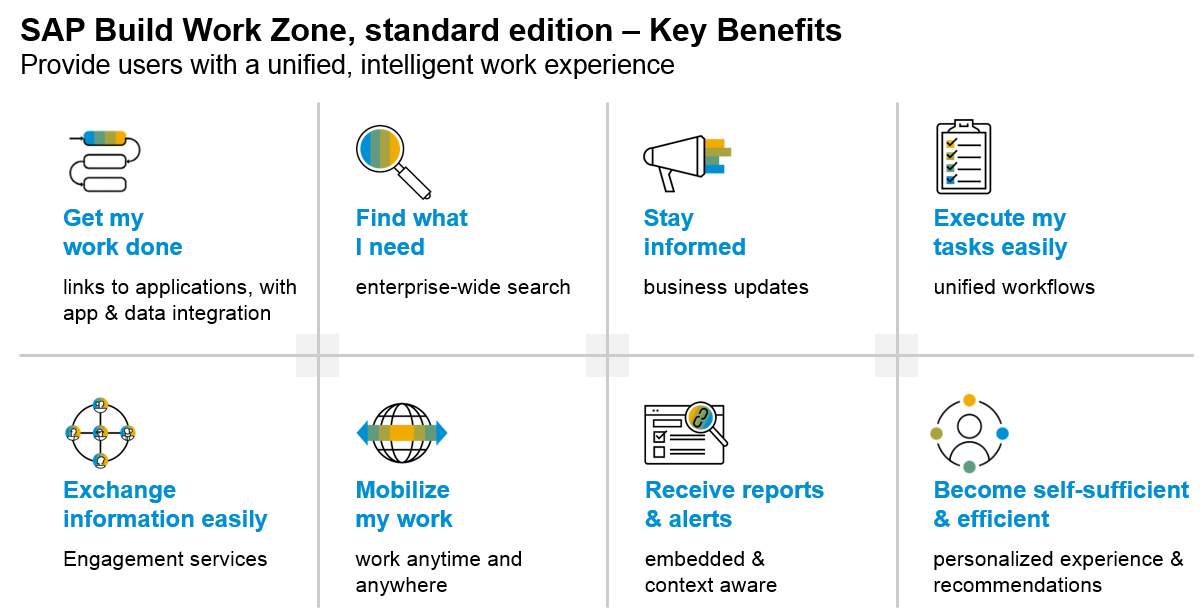 SAP Build Work Zone, standard edition – Key Benefits
Provide users with a unified, intelligent work experience
Get my
work done
links to applications, with
app & data integration
Find what
I need
enterprise-wide search
Stay
informed
business updates
Execute my
tasks easily
unified workflows
Exchange
information easily
Engagement services
Mobilize
my work
work anytime and
anywhere
Receive reports
& alerts
embedded &
context aware
Become self-sufficient
& efficient
personalized experience &
recommendations